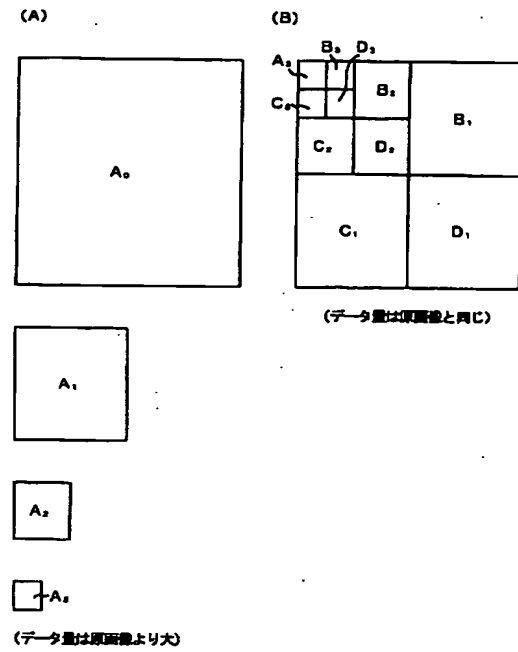 (A)
A₀
A₁
A₂
A₃
(データ量は原画像より大)
(B)
A₃
B₃
D₃
C₃
B₂
B₁
C₂
D₂
C₁
D₁
(データ量は原画像と同じ)